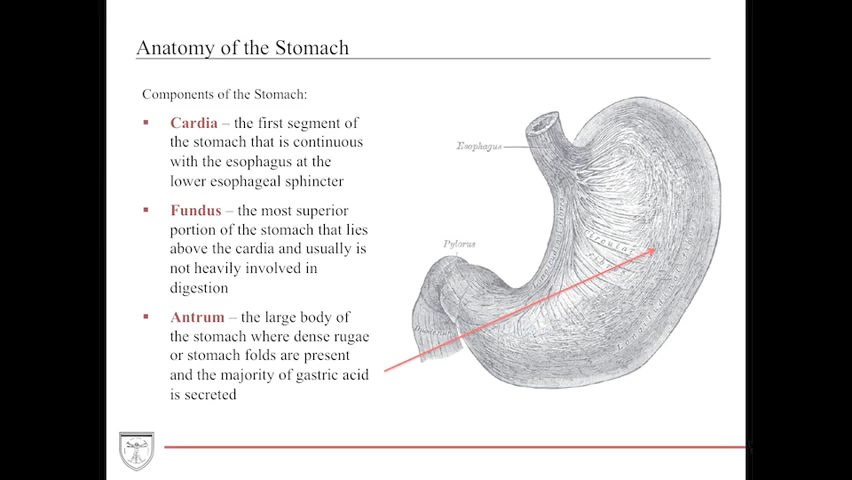 Anatomy of the Stomach
Components of the Stomach:
▪ Cardia – the first segment of
the stomach that is continuous
with the esophagus at the
lower esophageal sphincter
▪ Fundus – the most superior
portion of the stomach that lies
above the cardia and usually is
not heavily involved in
digestion
▪ Antrum – the large body of
the stomach where dense rugae
or stomach folds are present
and the majority of gastric acid
is secreted
Esophagus
Pylorus
circular
fibres